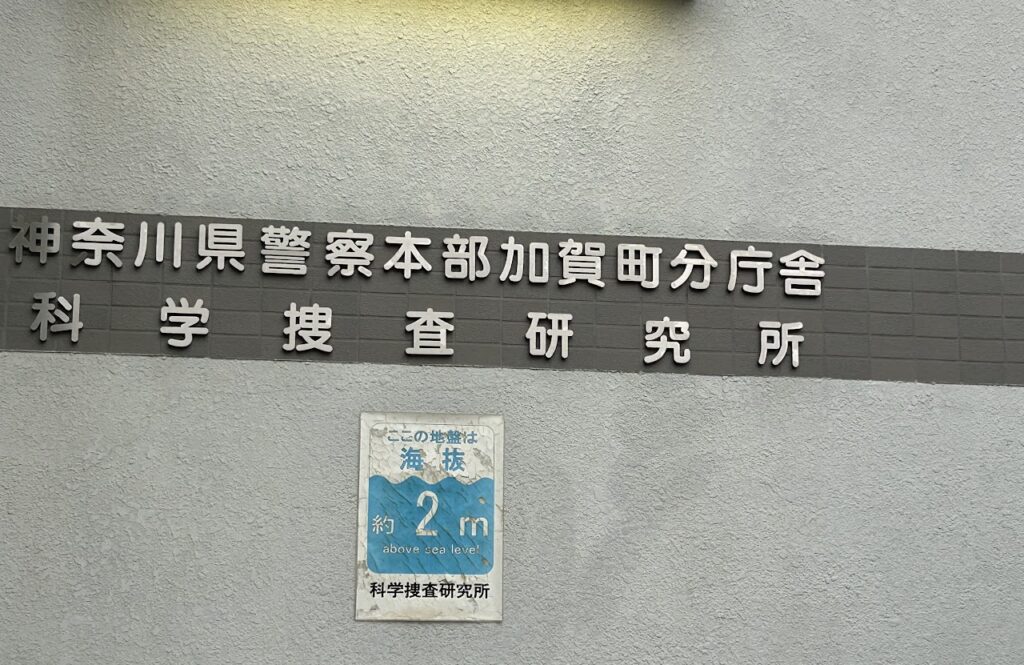 神奈川県警察本部加賀町分庁舎
科学捜査研究所
ここの地盤は
海抜
約2m
above sea level
科学捜査研究所